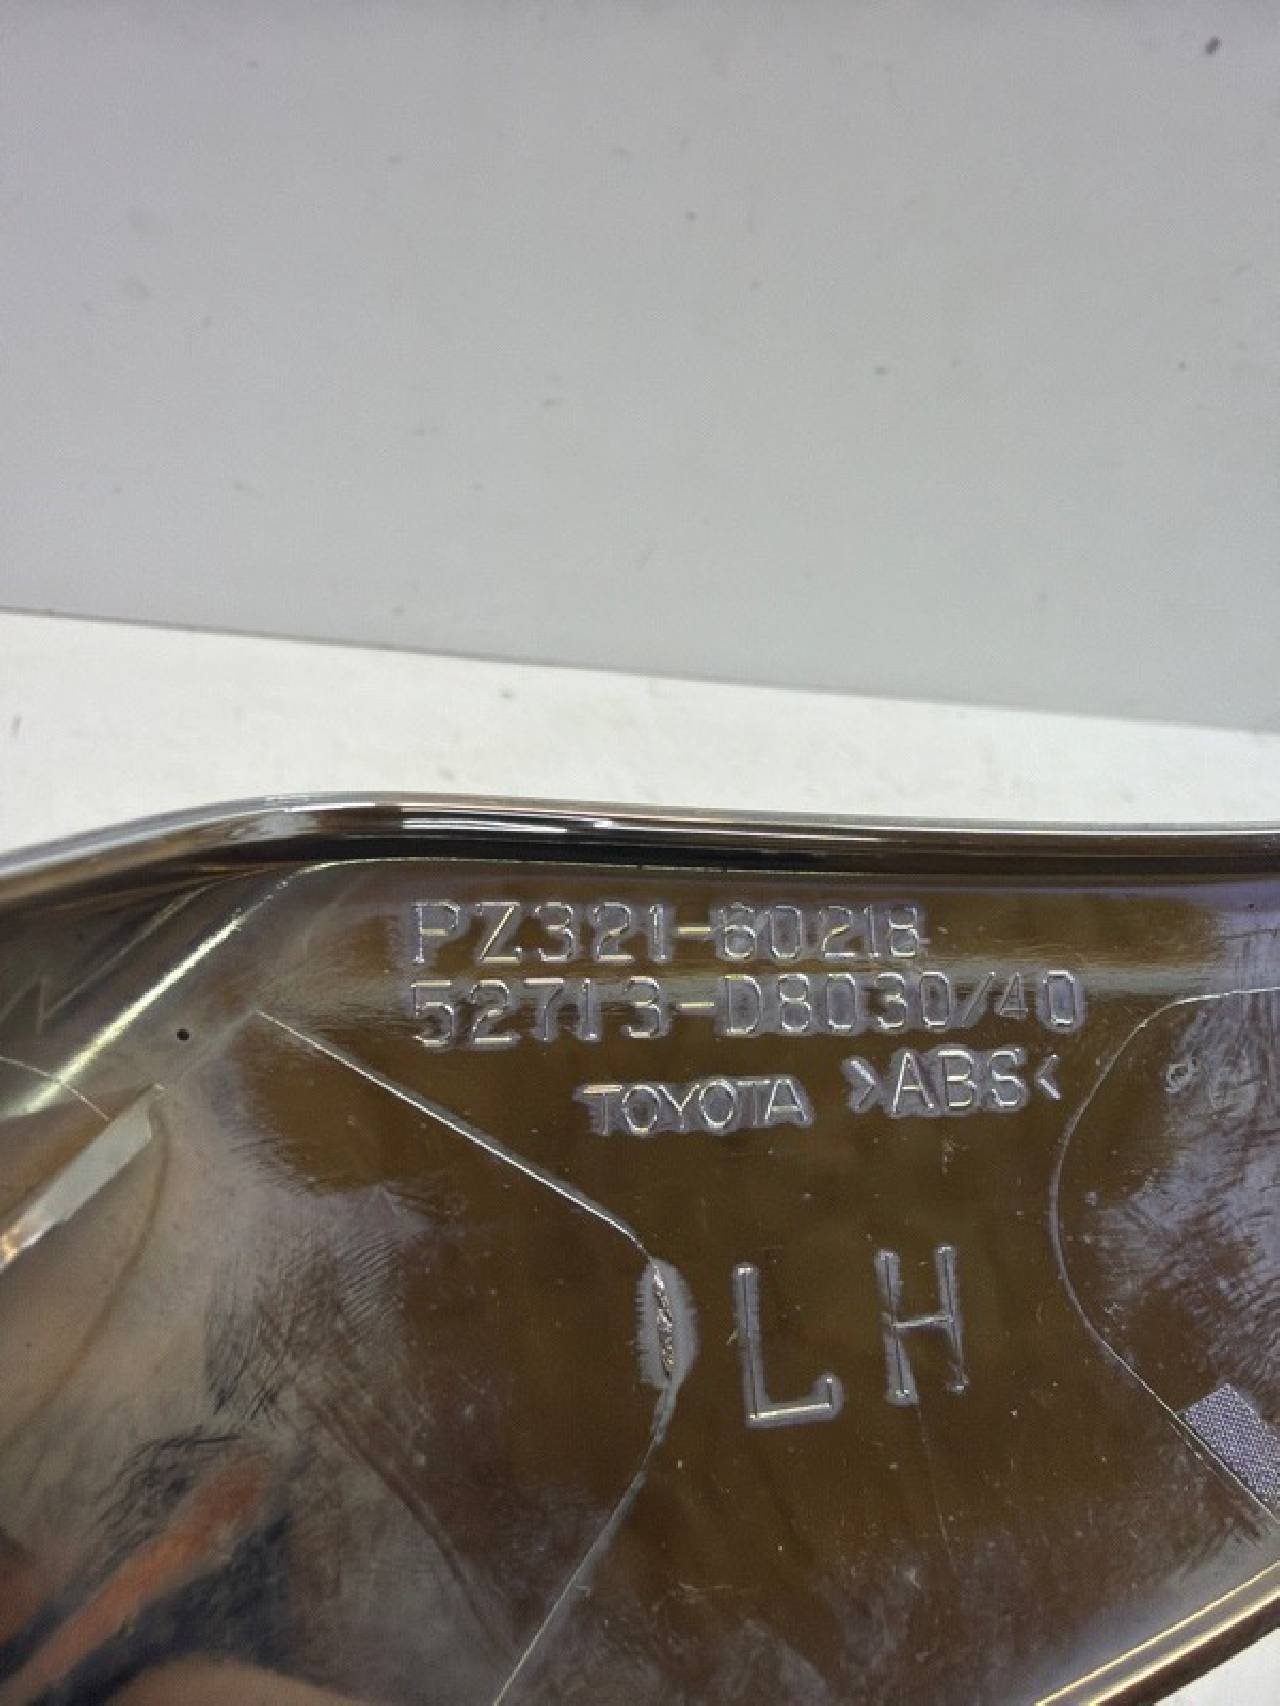 PZ321-60218
52713-D8030/40
TOYOTA >ABS<
LH